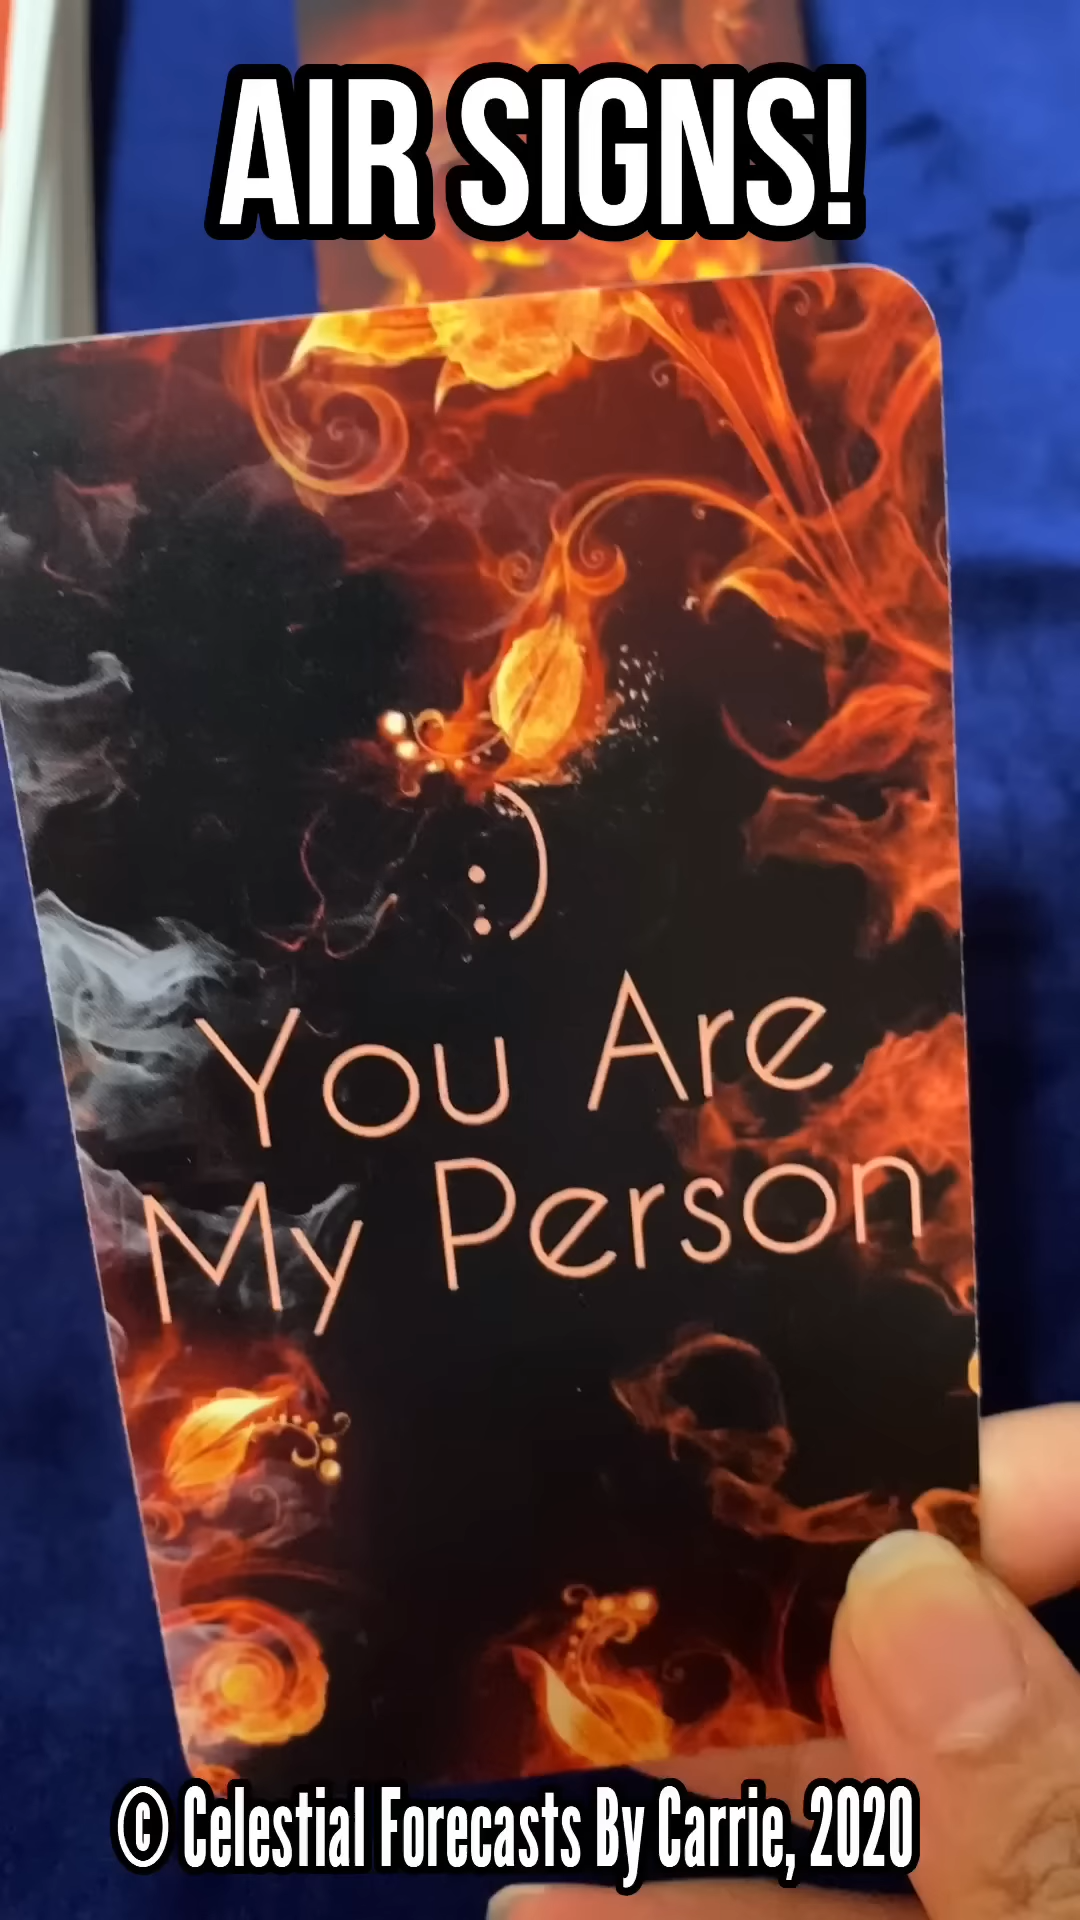 AIR SIGNS!
:)
You Are
My Person
© Celestial Forecasts By Carrie, 2020